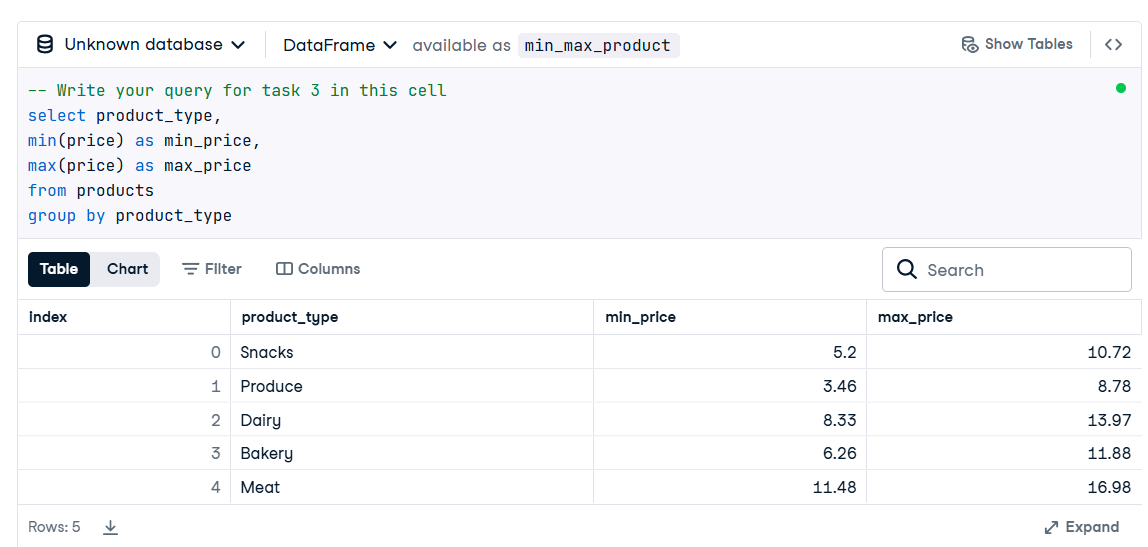 Unknown database DataFrame available as min_max_product Show Tables <>
-- Write your query for task 3 in this cell
select product_type,
min(price) as min_price,
max(price) as max_price
from products
group by product_type
Table Chart Filter Columns Search
index product_type min_price max_price
0 Snacks 5.2 10.72
1 Produce 3.46 8.78
2 Dairy 8.33 13.97
3 Bakery 6.26 11.88
4 Meat 11.48 16.98
Rows: 5 Expand